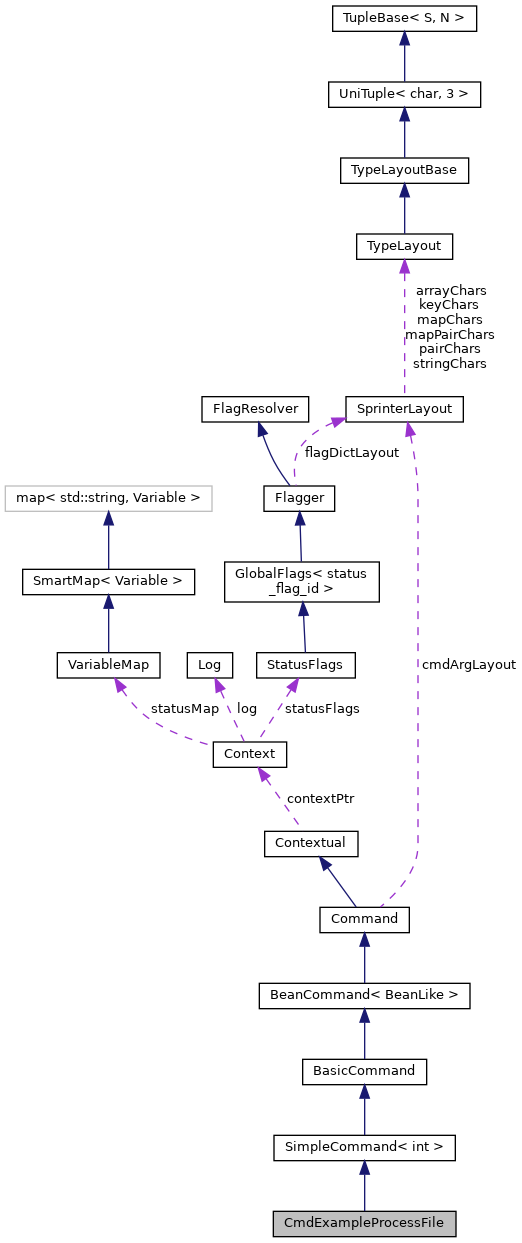 TupleBase< S, N >
UniTuple< char, 3 >
TypeLayoutBase
TypeLayout
arrayChars
keyChars
mapChars
mapPairChars
pairChars
stringChars
FlagResolver
SprinterLayout
flagDictLayout
map< std::string, Variable >
Flagger
SmartMap< Variable >
GlobalFlags< status
_flag_id >
VariableMap
Log
StatusFlags
cmdArgLayout
statusMap
log
statusFlags
Context
contextPtr
Contextual
Command
BeanCommand< BeanLike >
BasicCommand
SimpleCommand< int >
CmdExampleProcessFile